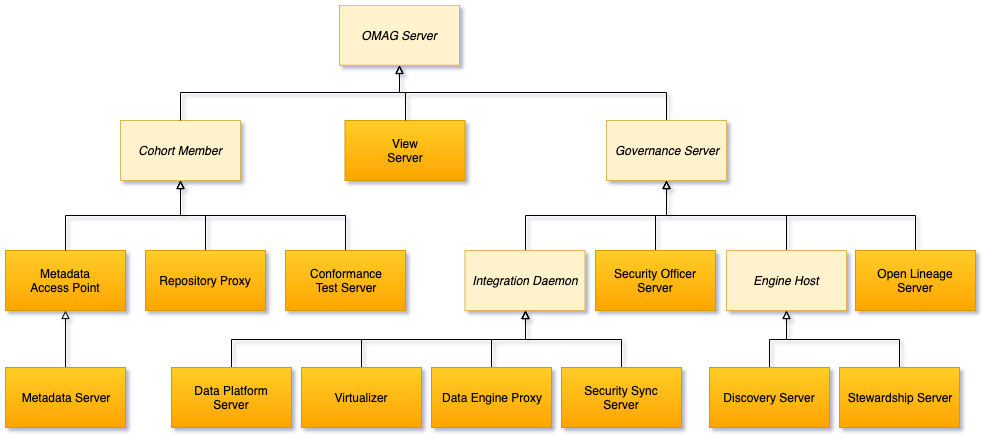 OMAG Server
Cohort Member
View
Server
Governance Server
Metadata
Access Point
Repository Proxy
Conformance
Test Server
Integration Daemon
Security Officer
Server
Engine Host
Open Lineage
Server
Metadata Server
Data Platform
Server
Virtualizer
Data Engine Proxy
Security Sync
Server
Discovery Server
Stewardship Server